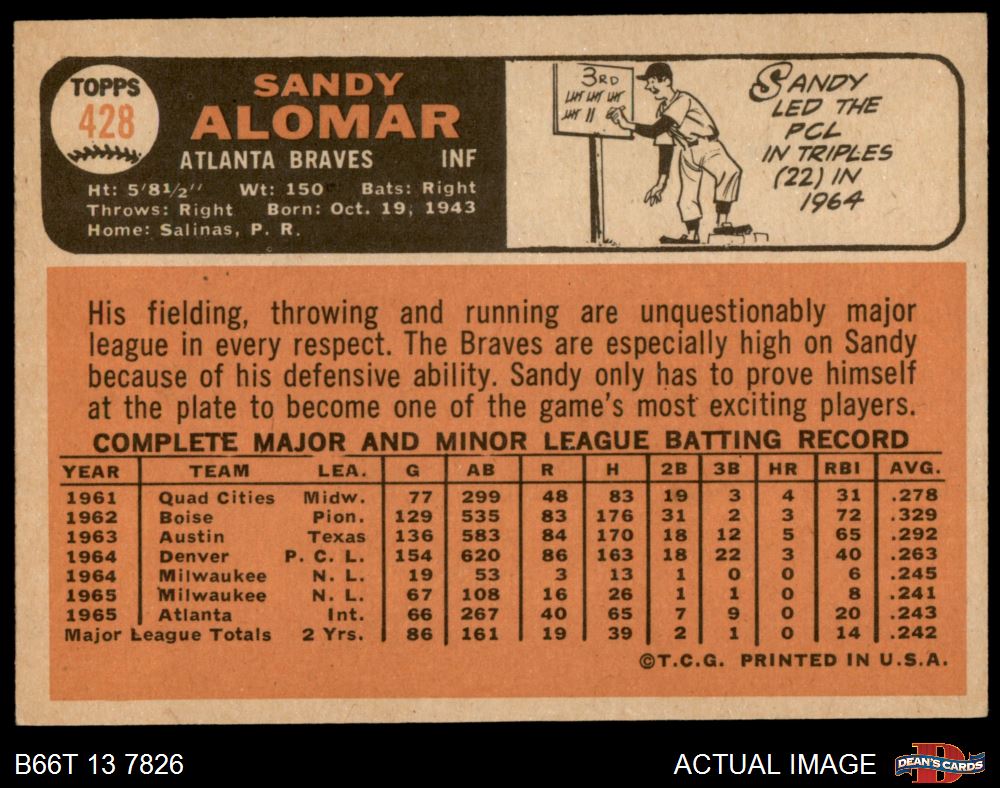 TOPPS
428
SANDY
ALOMAR
ATLANTA BRAVES INF
Ht: 5'8½" Wt: 150 Bats: Right
Throws: Right Born: Oct. 19, 1943
Home: Salinas, P. R.
3RD
SANDY
LED THE
PCL
IN TRIPLES
(22) IN
1964
His fielding, throwing and running are unquestionably major
league in every respect. The Braves are especially high on Sandy
because of his defensive ability. Sandy only has to prove himself
at the plate to become one of the game's most exciting players.
COMPLETE MAJOR AND MINOR LEAGUE BATTING RECORD
YEAR TEAM LEA. G AB R H 2B 3B HR RBI AVG.
1961 Quad Cities Midw. 77 299 48 83 19 3 4 31 .278
1962 Boise Pion. 129 535 83 176 31 2 3 72 .329
1963 Austin Texas 136 583 84 170 18 12 5 65 .292
1964 Denver P. C. L. 154 620 86 163 18 22 3 40 .263
1964 Milwaukee N. L. 19 53 3 13 1 0 0 6 .245
1965 Milwaukee N. L. 67 108 16 26 1 1 0 8 .241
1965 Atlanta Int. 66 267 40 65 7 9 0 20 .243
Major League Totals 2 Yrs. 86 161 19 39 2 1 0 14 .242
©T.C.G. PRINTED IN U.S.A.
B66T 13 7826 ACTUAL IMAGE
D
DEAN'S CARDS